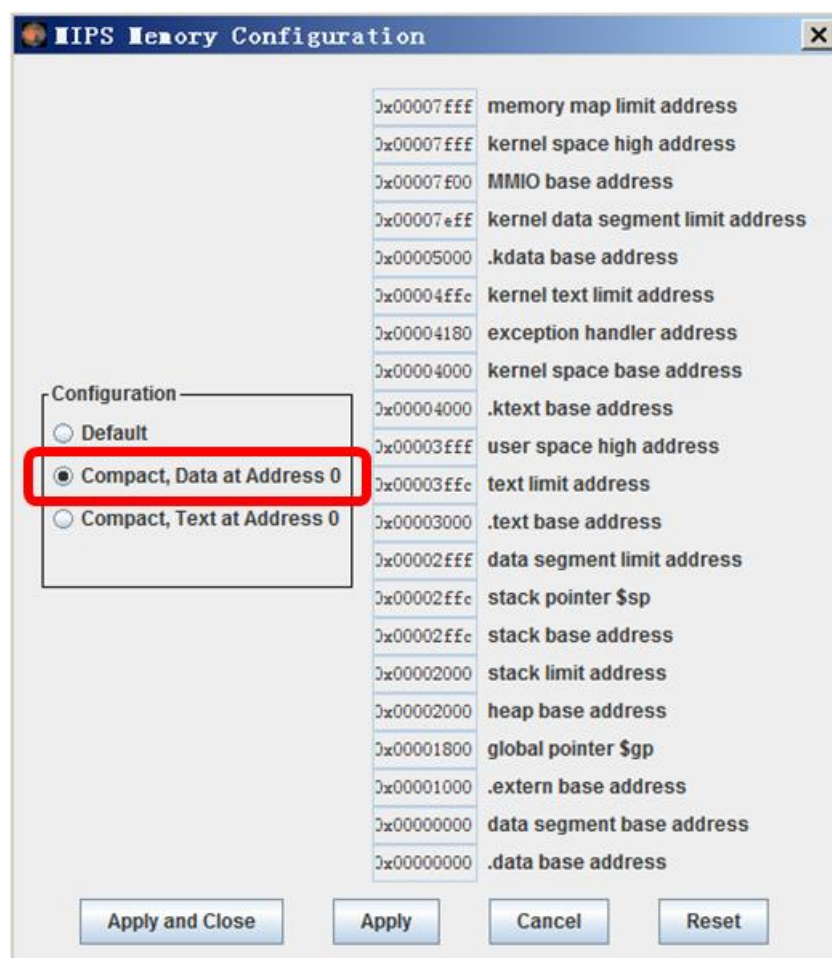 MIPS Memory Configuration
0x00007fff memory map limit address
0x00007fff kernel space high address
0x00007f00 MMIO base address
0x00007eff kernel data segment limit address
0x00005000 .kdata base address
0x00004ffc kernel text limit address
0x00004180 exception handler address
0x00004000 kernel space base address
Configuration
0x00004000 .ktext base address
Default
0x00003fff user space high address
Compact, Data at Address 0
0x00003ffc text limit address
Compact, Text at Address 0
0x00003000 .text base address
0x00002fff data segment limit address
0x00002ffc stack pointer $sp
0x00002ffc stack base address
0x00002000 stack limit address
0x00002000 heap base address
0x00001800 global pointer $gp
0x00001000 .extern base address
0x00000000 data segment base address
0x00000000 .data base address
Apply and Close Apply Cancel Reset